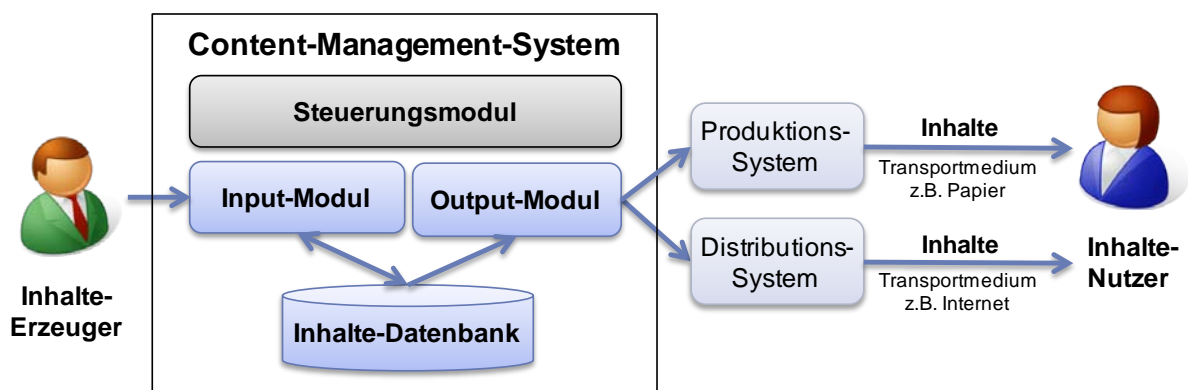 Content-Management-System
Steuerungsmodul
Input-Modul
Output-Modul
Inhalte-Datenbank
Inhalte-
Erzeuger
Produktions-
System
Inhalte
Transportmedium
z.B. Papier
Distributions-
System
Inhalte
Transportmedium
z.B. Internet
Inhalte-
Nutzer